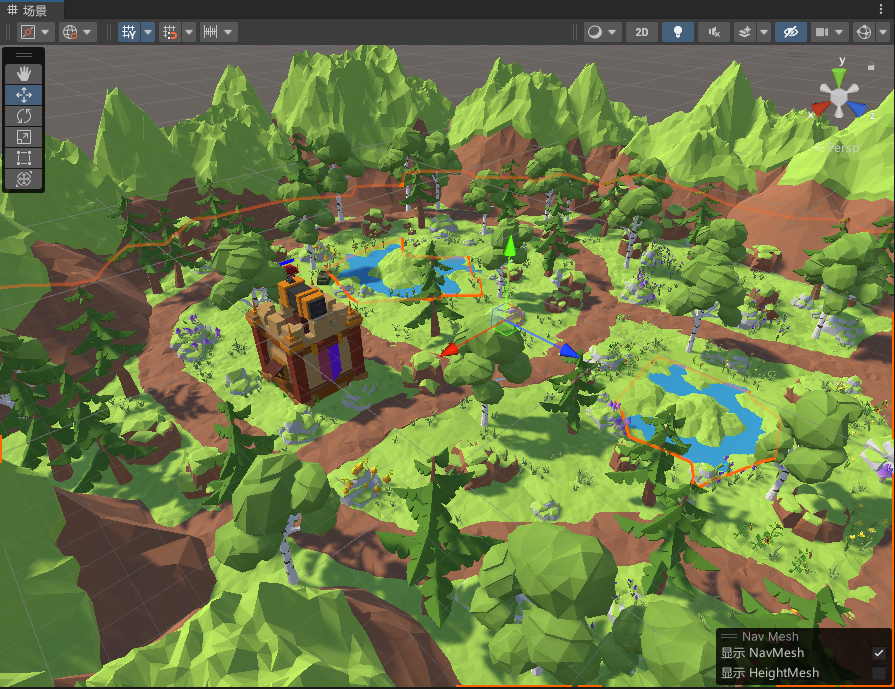 场景
2D
y
x
z
Persp
Nav Mesh
显示 NavMesh
显示 HeightMesh